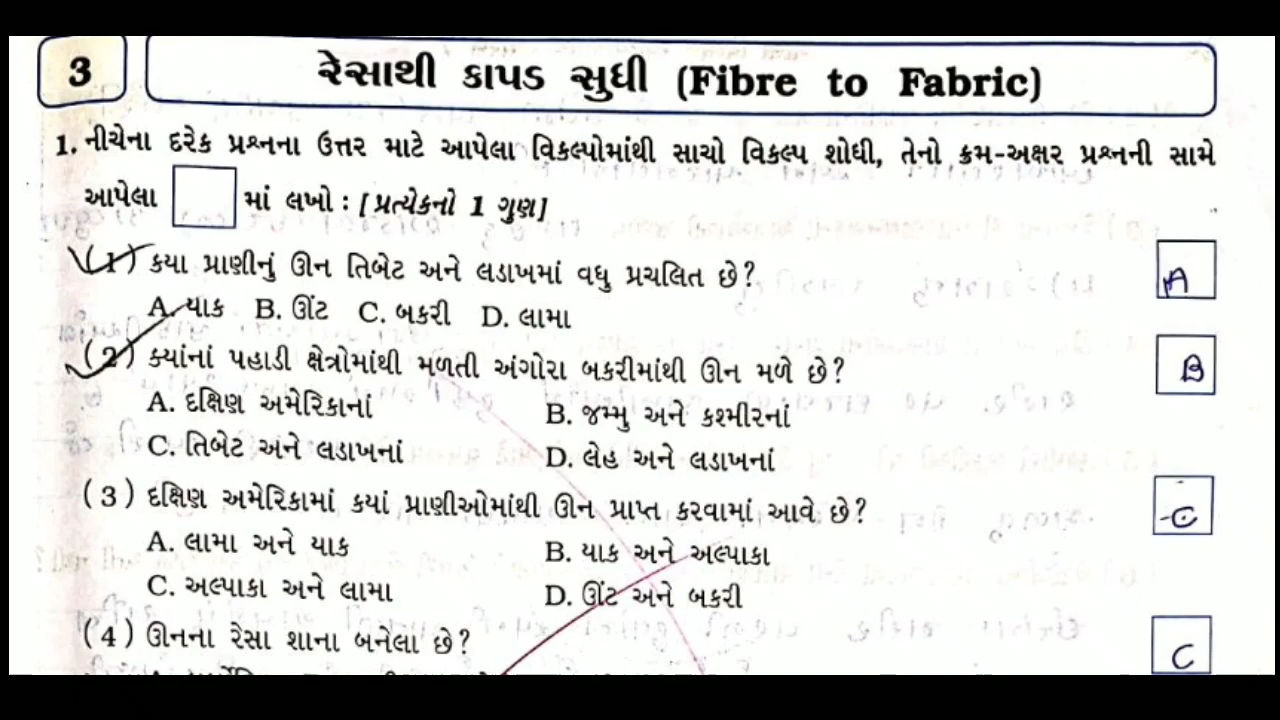 3 રેસાથી કાપડ સુધી (Fibre to Fabric)
1. નીચેના દરેક પ્રશ્નના ઉત્તર માટે આપેલા વિકલ્પોમાંથી સાચો વિકલ્પ શોધી, તેનો ક્રમ-અક્ષર પ્રશ્નની સામે
આપેલા માં લખો : [પ્રત્યેકનો 1 ગુણ]
(1) કયા પ્રાણીનું ઊન તિબેટ અને લડાખમાં વધુ પ્રચલિત છે? A
A. યાક B. ઊંટ C. બકરી D. લામા
(2) ક્યાંનાં પહાડી ક્ષેત્રોમાંથી મળતી અંગોરા બકરીમાંથી ઊન મળે છે? B
A. દક્ષિણ અમેરિકાનાં B. જમ્મુ અને કશ્મીરનાં
C. તિબેટ અને લડાખનાં D. લેહ અને લડાખનાં
(3) દક્ષિણ અમેરિકામાં કયાં પ્રાણીઓમાંથી ઊન પ્રાપ્ત કરવામાં આવે છે? C
A. લામા અને યાક B. યાક અને અલ્પાકા
C. અલ્પાકા અને લામા D. ઊંટ અને બકરી
(4) ઊનના રેસા શાના બનેલા છે? C